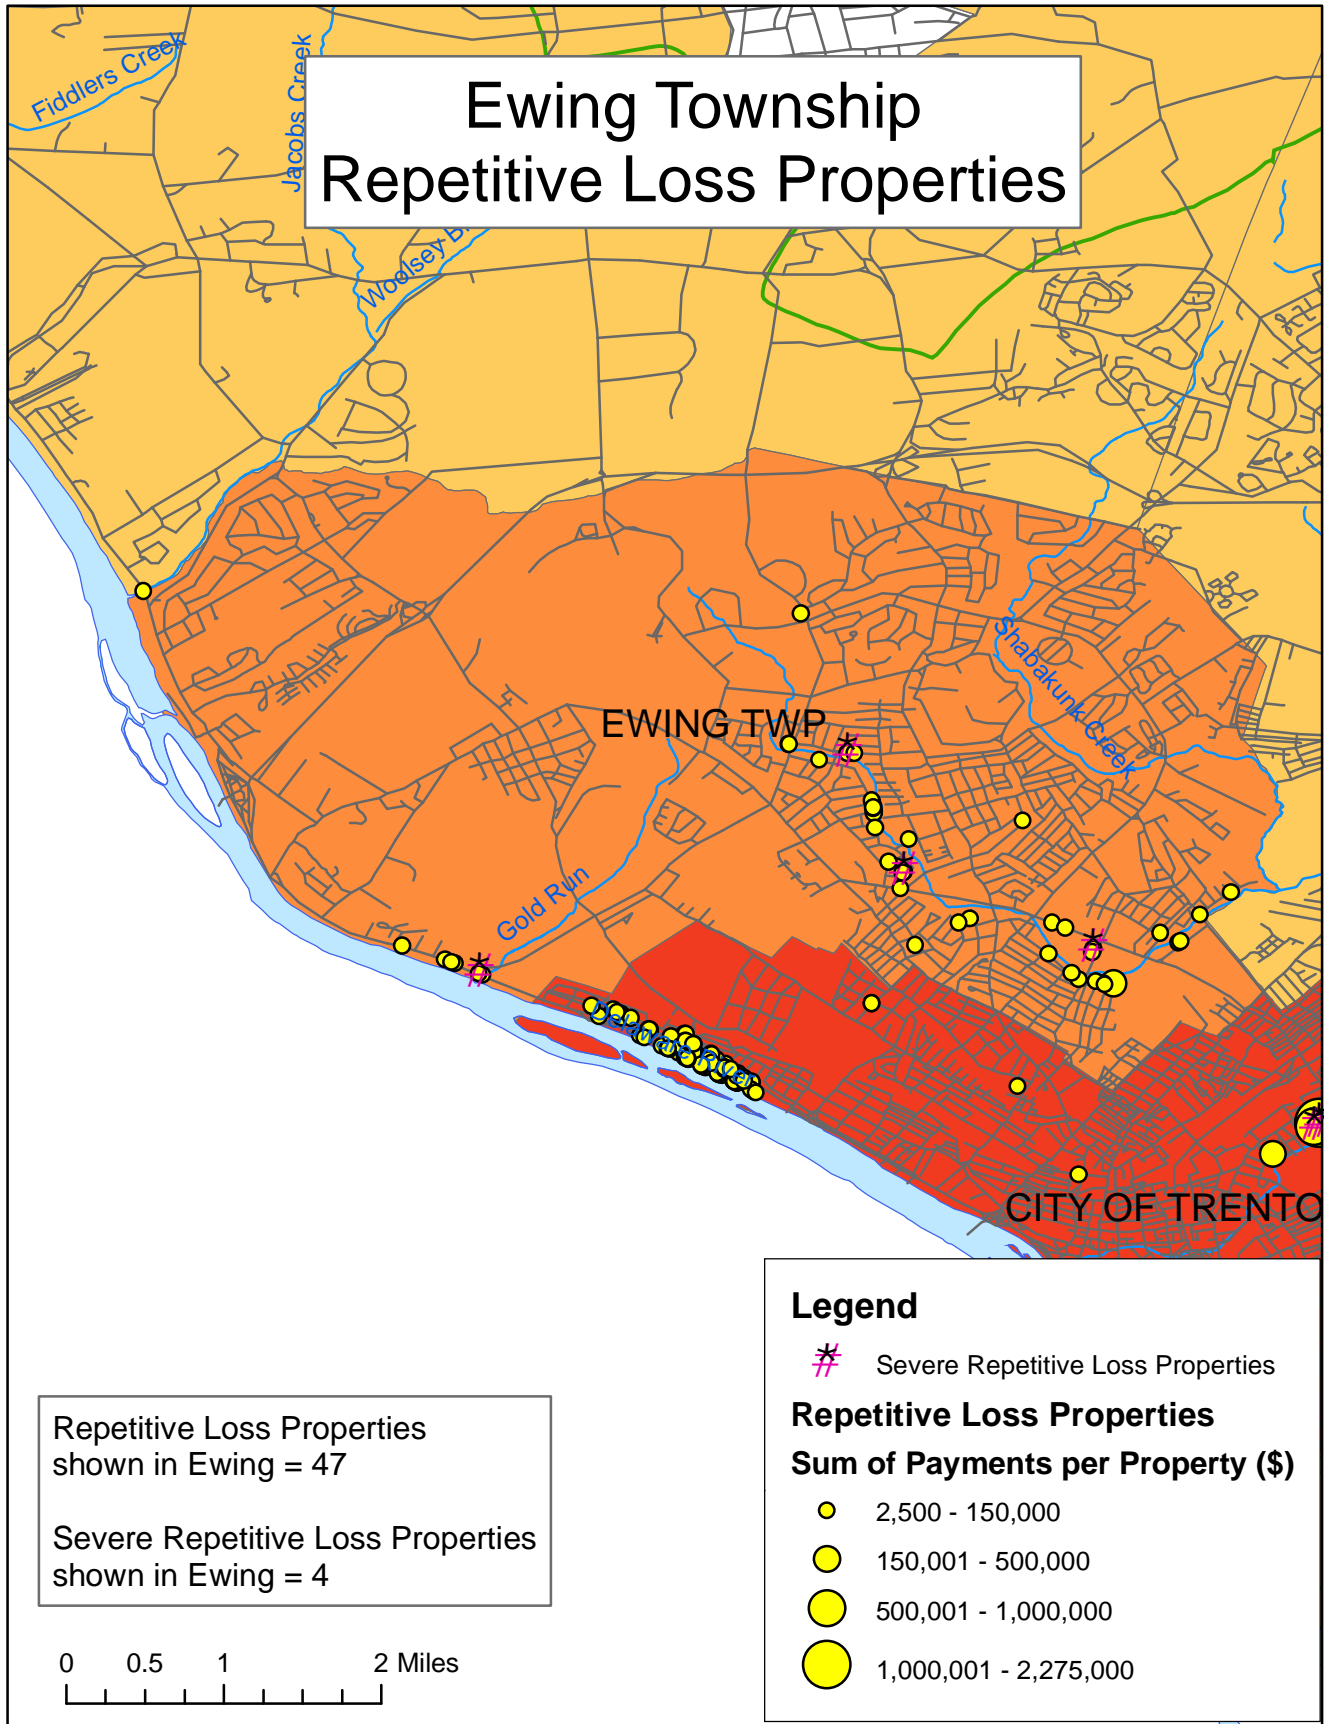 Fiddlers Creek
Jacobs Creek
Ewing Township
Repetitive Loss Properties
Woolsey B
Shabakunk Creek
EWING TWP
Gold Run
Delaware River
CITY OF TRENTO
Legend
Severe Repetitive Loss Properties
Repetitive Loss Properties
Sum of Payments per Property ($)
2,500 - 150,000
150,001 - 500,000
500,001 - 1,000,000
1,000,001 - 2,275,000
Repetitive Loss Properties
shown in Ewing = 47
Severe Repetitive Loss Properties
shown in Ewing = 4
0 0.5 1 2 Miles